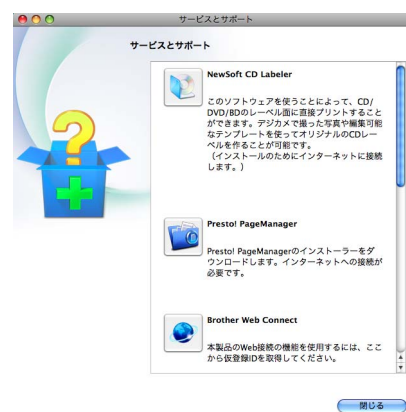 サービスとサポート
サービスとサポート
NewSoft CD Labeler
このソフトウェアを使うことによって、CD/
DVD/BDのレーベル面に直接プリントすること
ができます。デジカメで撮った写真や編集可能
なテンプレートを使ってオリジナルのCDレー
ベルを作ることが可能です。
（インストールのためにインターネットに接続
します。）
Presto! PageManager
Presto! PageManagerのインストーラーをダ
ウンロードします。インターネットへの接続が
必要です。
Brother Web Connect
本製品のWeb接続の機能を使用するには、ここ
から仮登録IDを取得してください。
閉じる